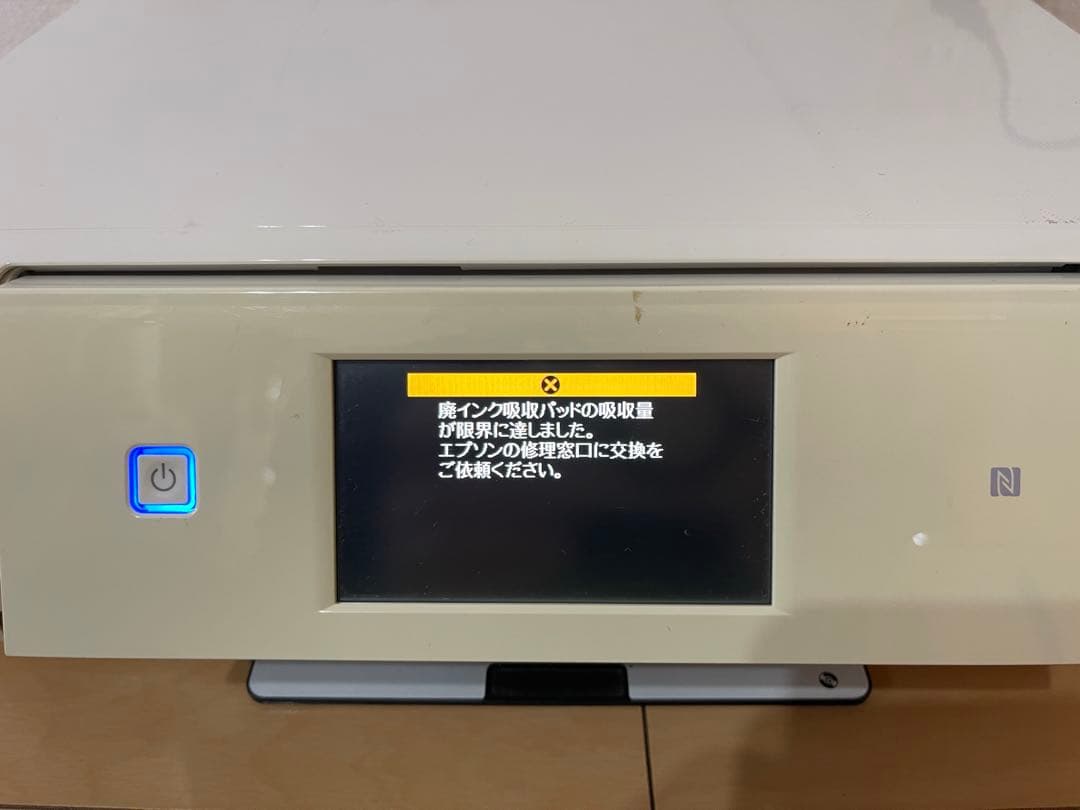 廃インク吸収パッドの吸収量
が限界に達しました。
エプソンの修理窓口に交換を
ご依頼ください。